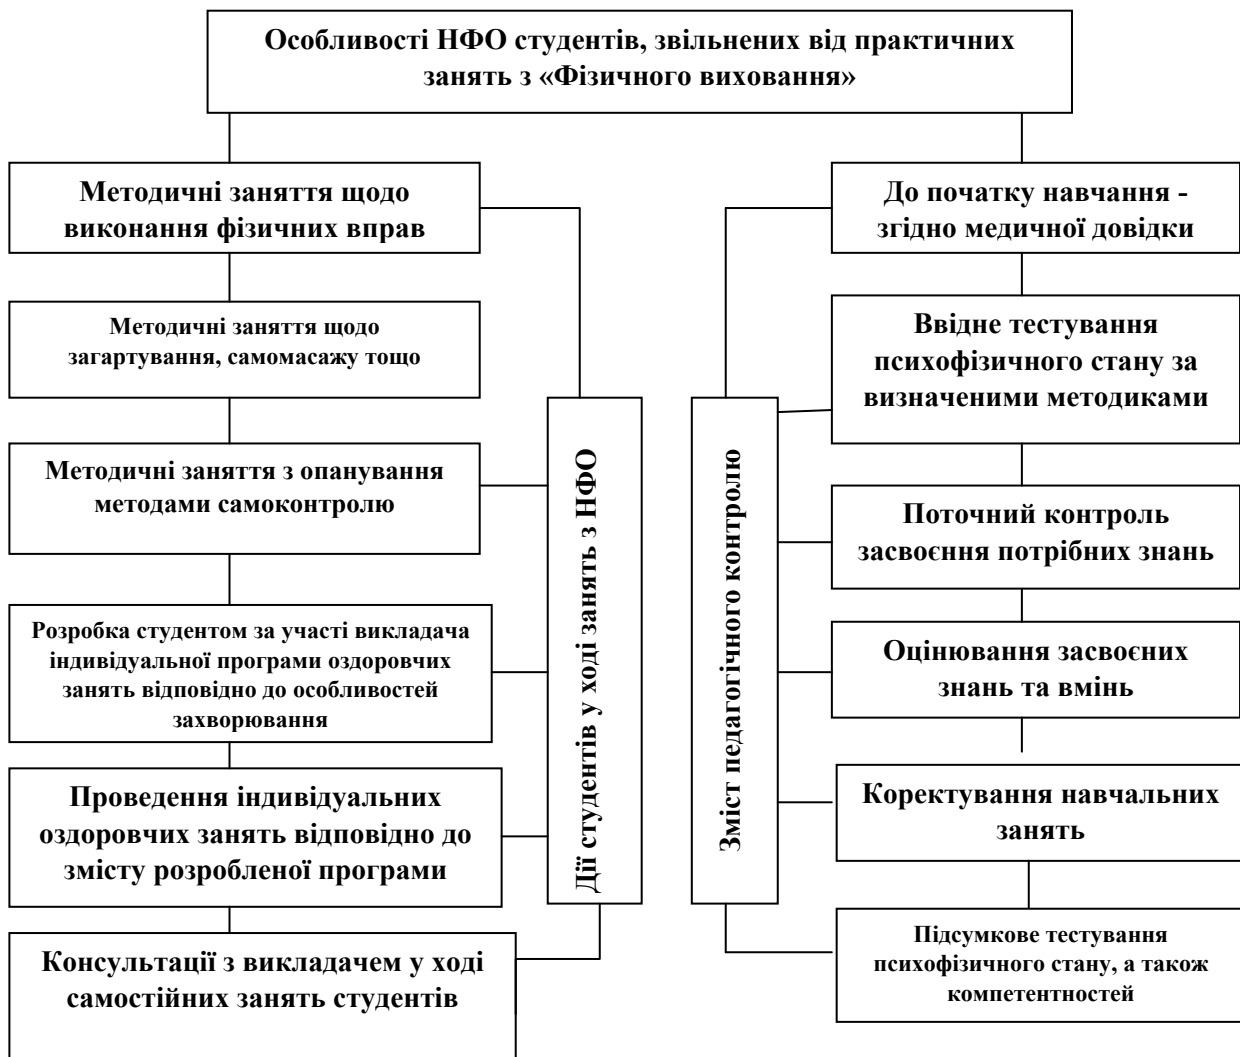 Особливості НФО студентів, звільнених від практичних
занять з «Фізичного виховання»
Методичні заняття щодо
виконання фізичних вправ
Методичні заняття щодо
загартування, самомасажу тощо
Методичні заняття з опанування
методами самоконтролю
Розробка студентом за участі викладача
індивідуальної програми оздоровчих
занять відповідно до особливостей
захворювання
Проведення індивідуальних
оздоровчих занять відповідно до
змісту розробленої програми
Консультації з викладачем у ході
самостійних занять студентів
Дії студентів у ході занять з НФО
Зміст педагогічного контролю
До початку навчання -
згідно медичної довідки
Ввідне тестування
психофізичного стану за
визначеними методиками
Поточний контроль
засвоєння потрібних знань
Оцінювання засвоєних
знань та вмінь
Коректування навчальних
занять
Підсумкове тестування
психофізичного стану, а також
компетентностей